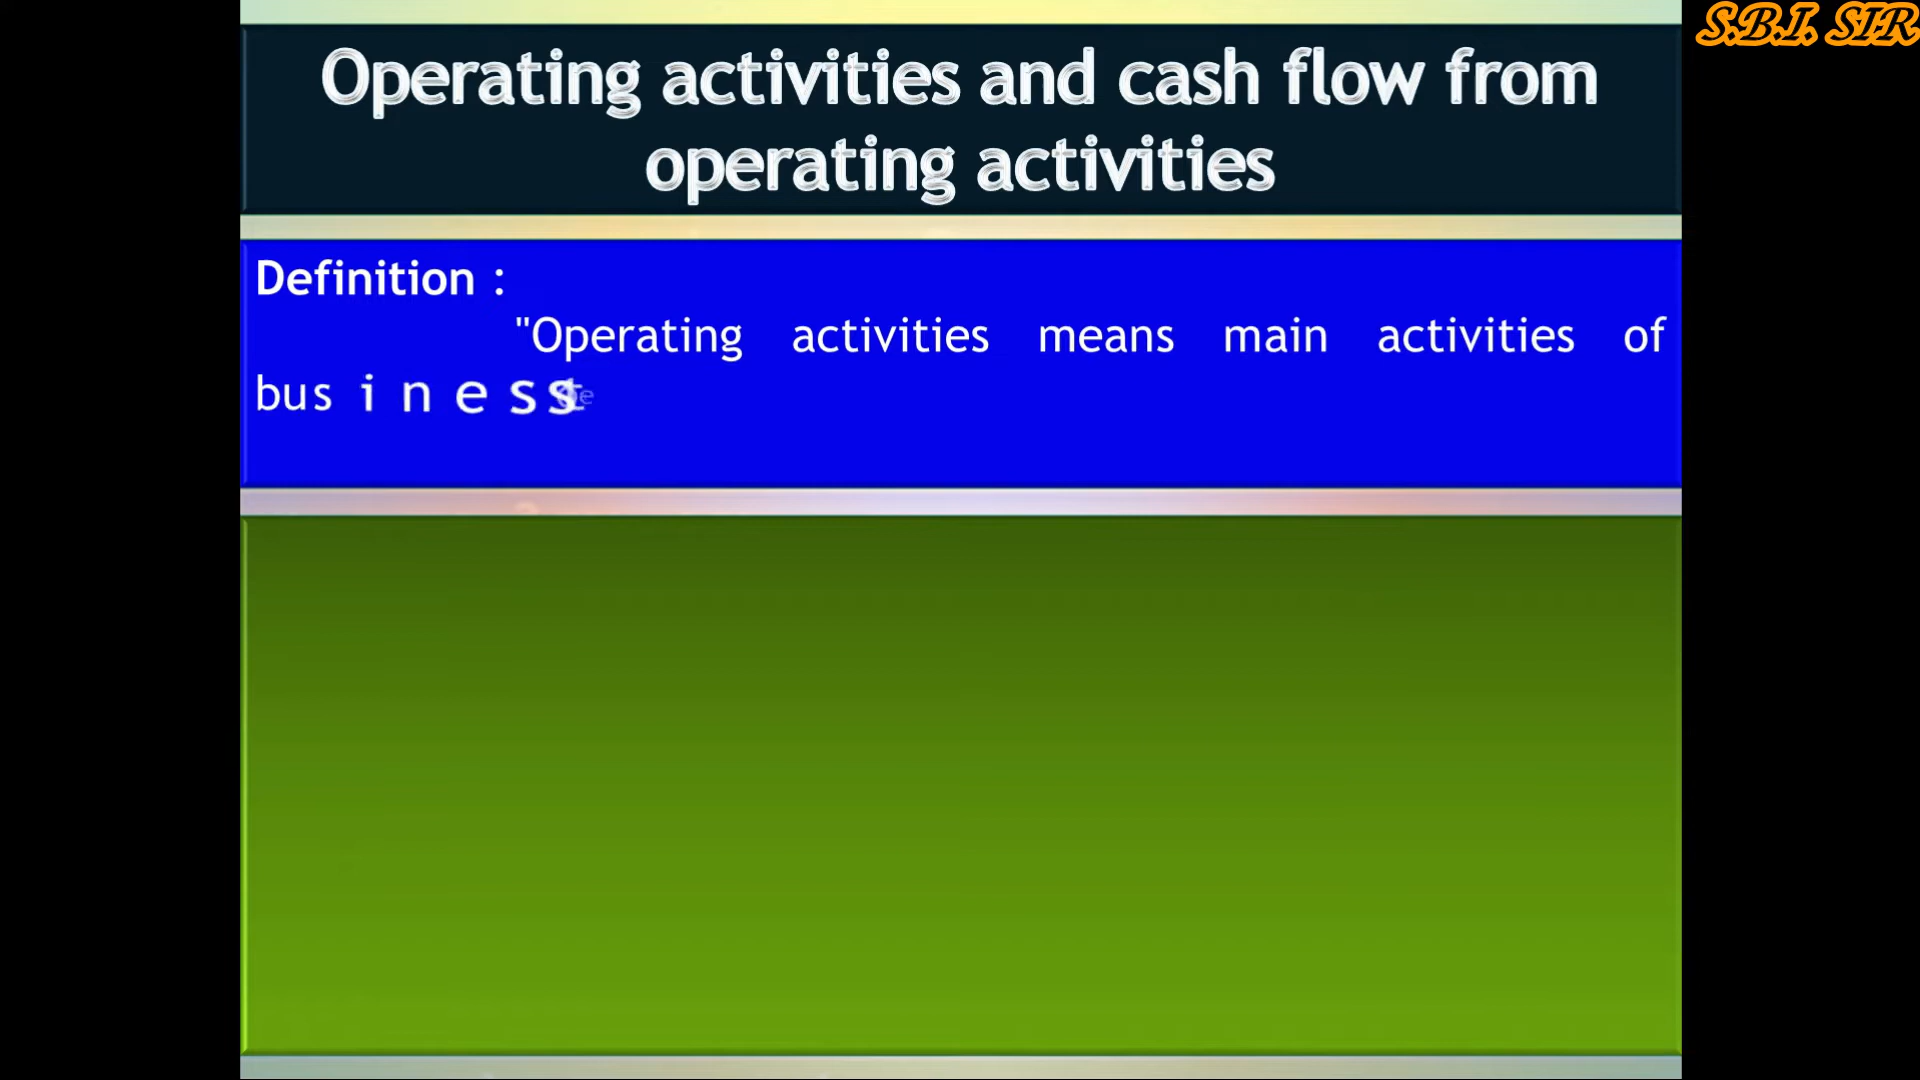 S.B.I. SIR
Operating activities and cash flow from
operating activities
Definition :
"Operating activities means main activities of
business